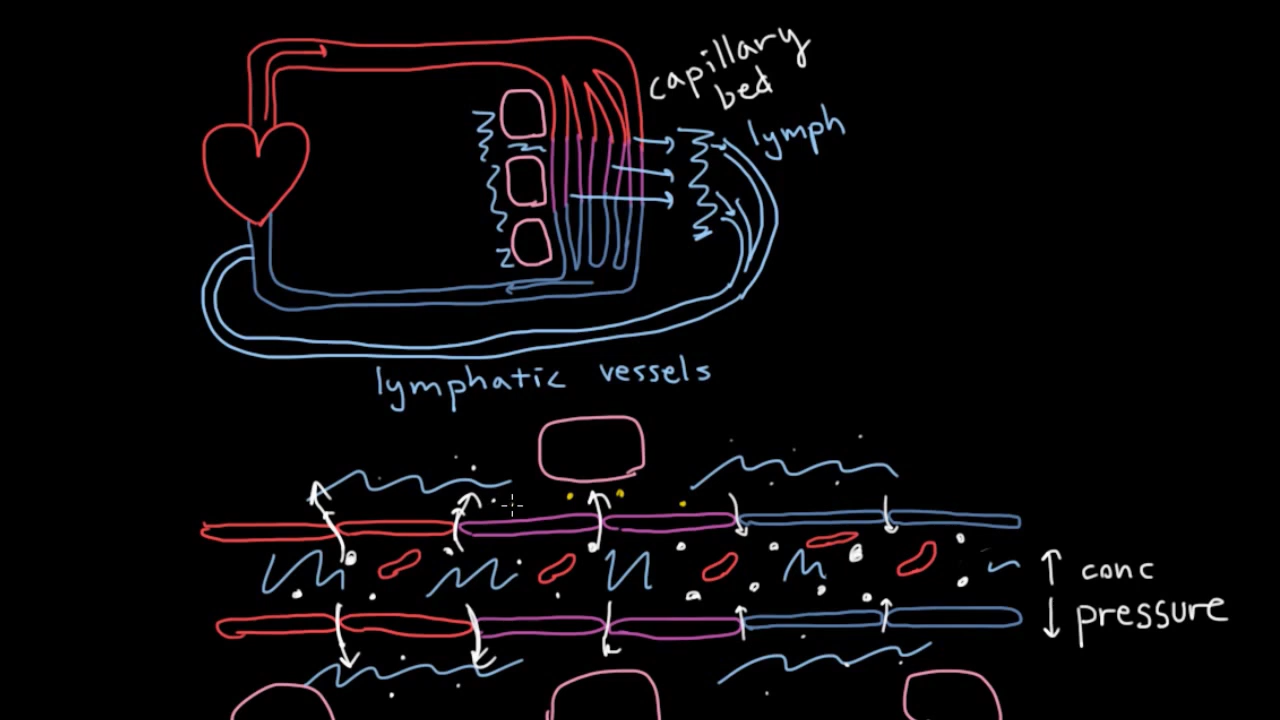 capillary
bed
lymph
lymphatic vessels
conc
pressure